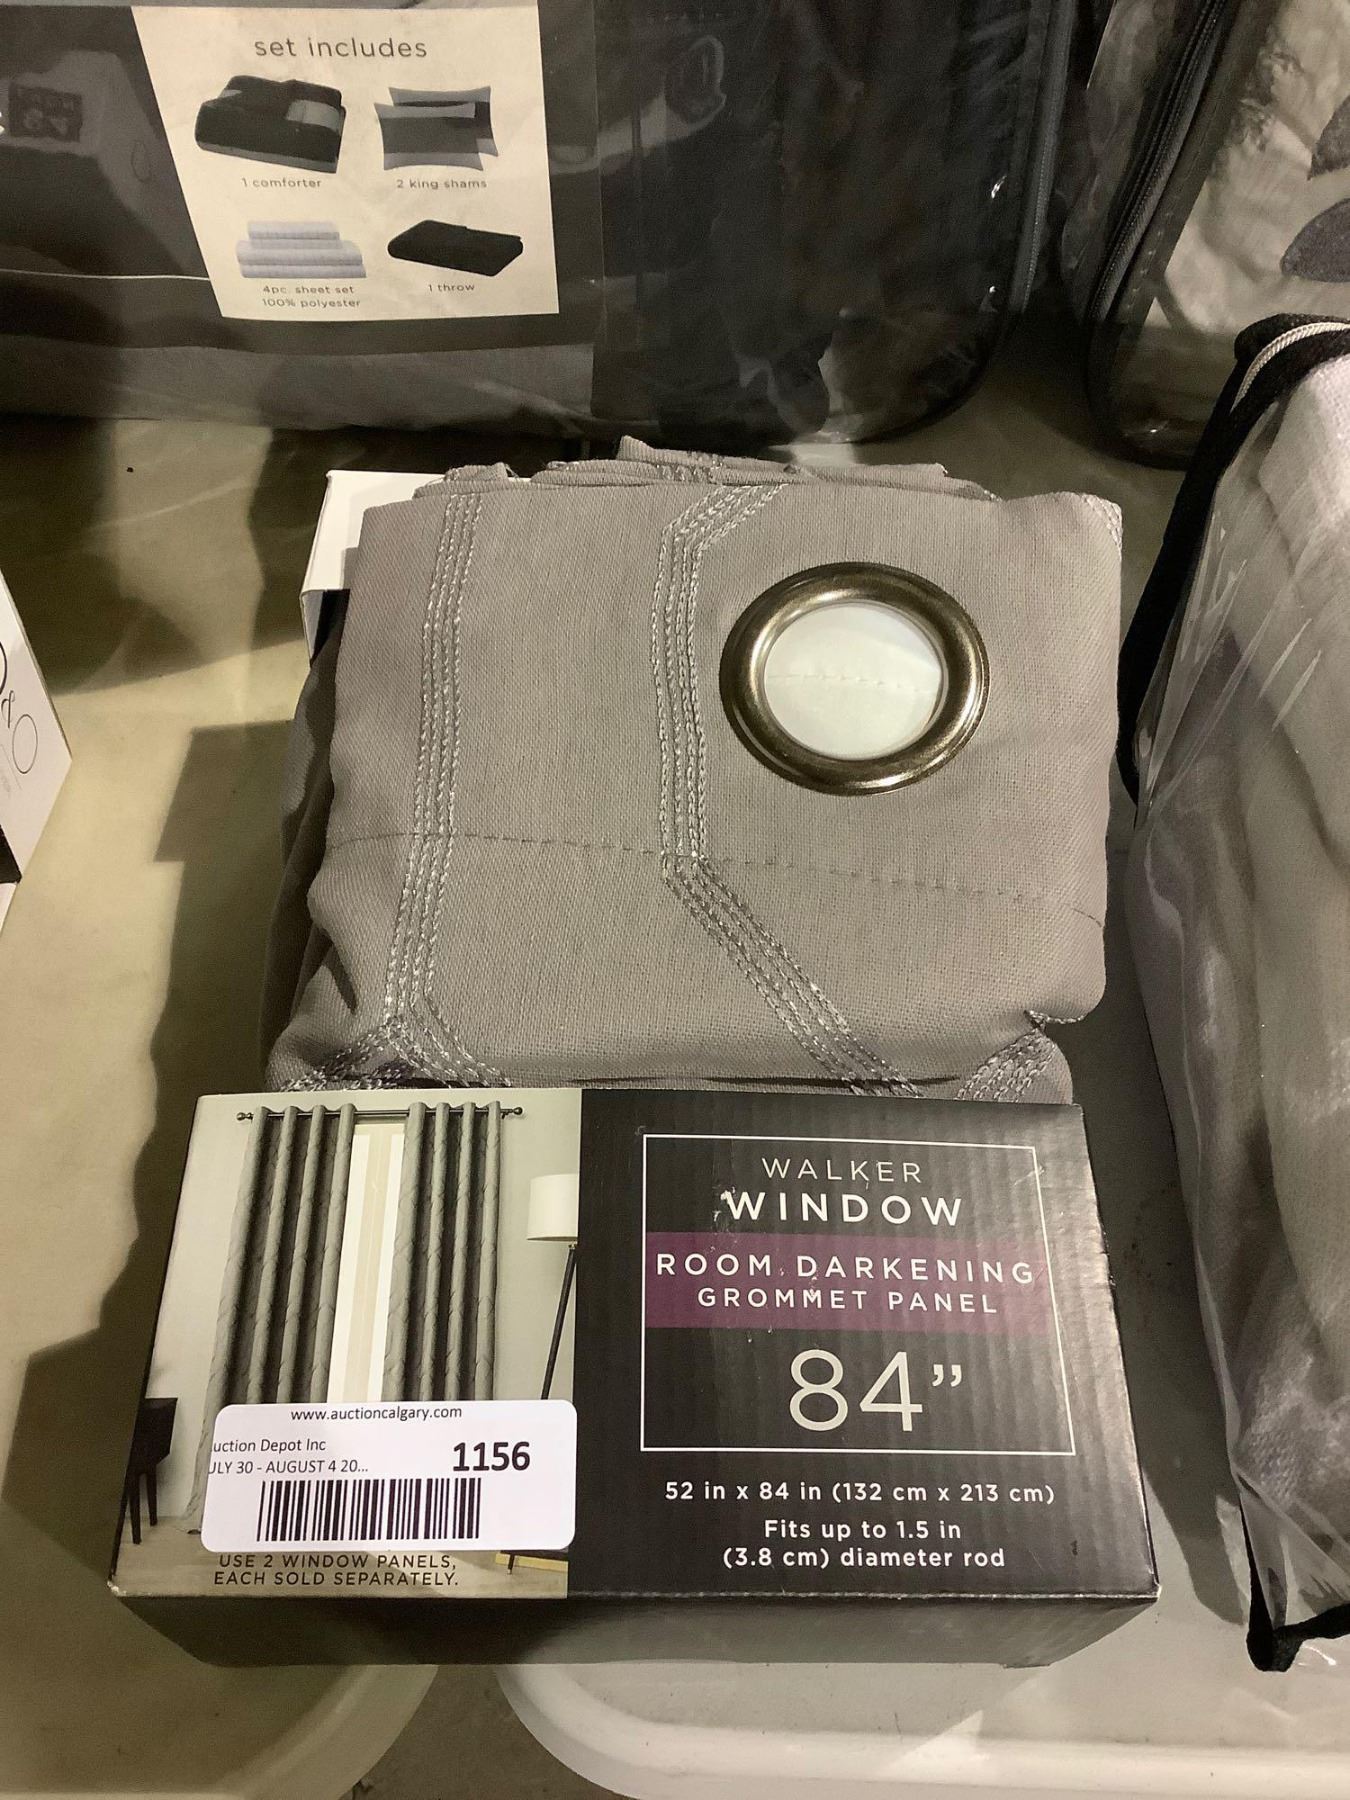 set includes
1 comforter
2 king shams
4pc. sheet set
100% polyester
1 throw
&O
WALKER
WINDOW
ROOM DARKENING
GROMMET PANEL
84”
52 in x 84 in (132 cm x 213 cm)
Fits up to 1.5 in
(3.8 cm) diameter rod
www.auctioncalgary.com
uction Depot Inc
ULY 30 - AUGUST 4 20...
1156
USE 2 WINDOW PANELS,
EACH SOLD SEPARATELY.